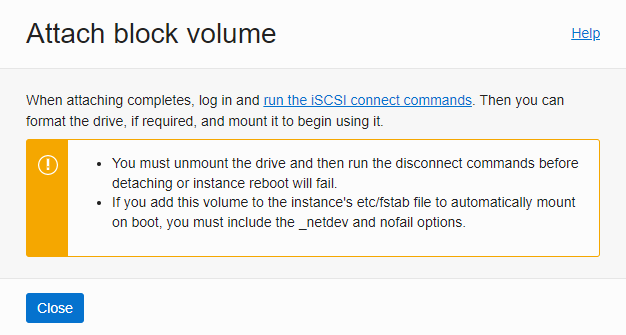 Attach block volume
Help
When attaching completes, log in and run the iSCSI connect commands. Then you can
format the drive, if required, and mount it to begin using it.
• You must unmount the drive and then run the disconnect commands before
detaching or instance reboot will fail.
• If you add this volume to the instance's etc/fstab file to automatically mount
on boot, you must include the _netdev and nofail options.
Close